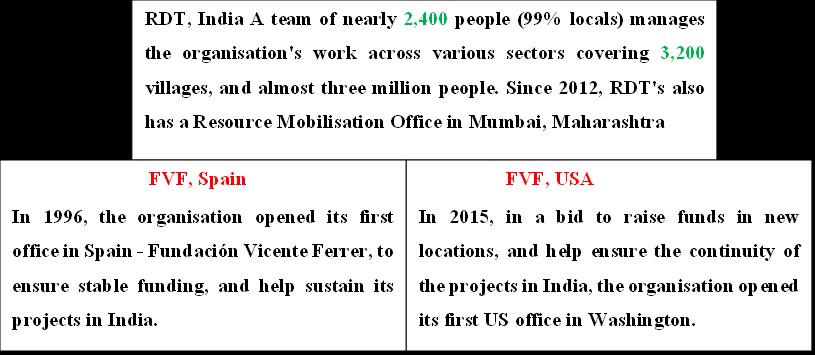 RDT, India A team of nearly 2,400 people (99% locals) manages
the organisation's work across various sectors covering 3,200
villages, and almost three million people. Since 2012, RDT's also
has a Resource Mobilisation Office in Mumbai, Maharashtra
FVF, Spain
In 1996, the organisation opened its first
office in Spain - Fundación Vicente Ferrer, to
ensure stable funding, and help sustain its
projects in India.
FVF, USA
In 2015, in a bid to raise funds in new
locations, and help ensure the continuity of
the projects in India, the organisation opened
its first US office in Washington.